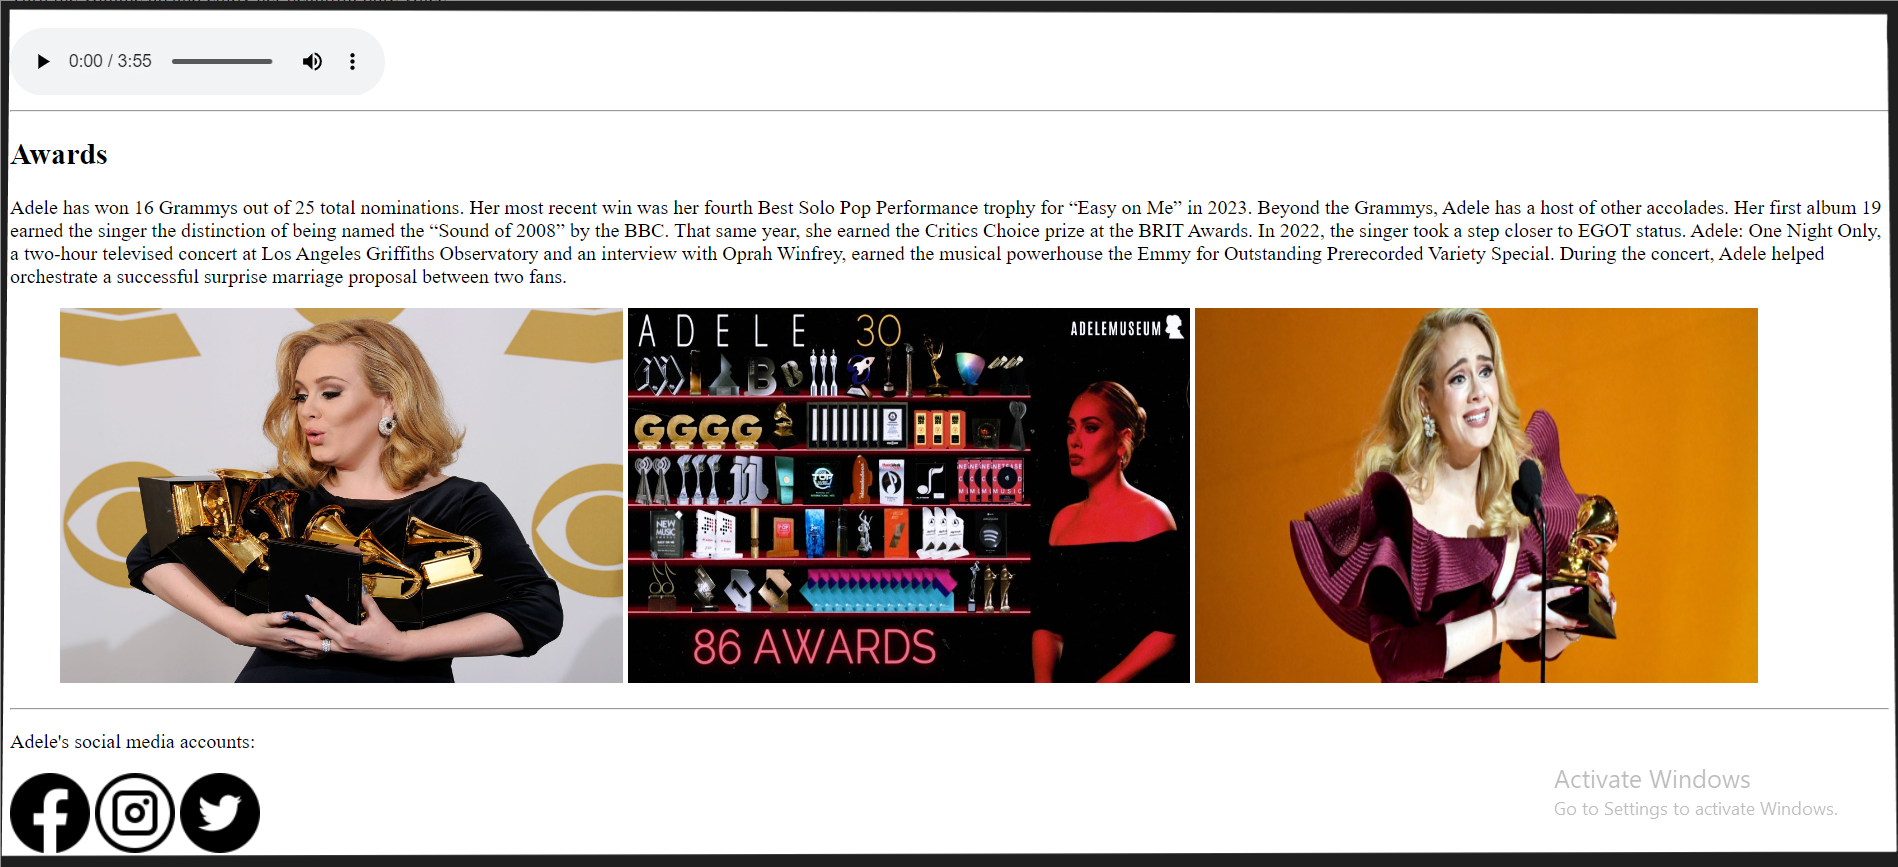 0:00 / 3:55
Awards
Adele has won 16 Grammys out of 25 total nominations. Her most recent win was her fourth Best Solo Pop Performance trophy for “Easy on Me” in 2023. Beyond the Grammys, Adele has a host of other accolades. Her first album 19
earned the singer the distinction of being named the “Sound of 2008” by the BBC. That same year, she earned the Critics Choice prize at the BRIT Awards. In 2022, the singer took a step closer to EGOT status. Adele: One Night Only,
a two-hour televised concert at Los Angeles Griffiths Observatory and an interview with Oprah Winfrey, earned the musical powerhouse the Emmy for Outstanding Prerecorded Variety Special. During the concert, Adele helped
orchestrate a successful surprise marriage proposal between two fans.
ADELE 30
ADELEMUSEUM
GGGG
TOP
NEW
MUSIC
86 AWARDS
Adele's social media accounts:
Activate Windows
Go to Settings to activate Windows.